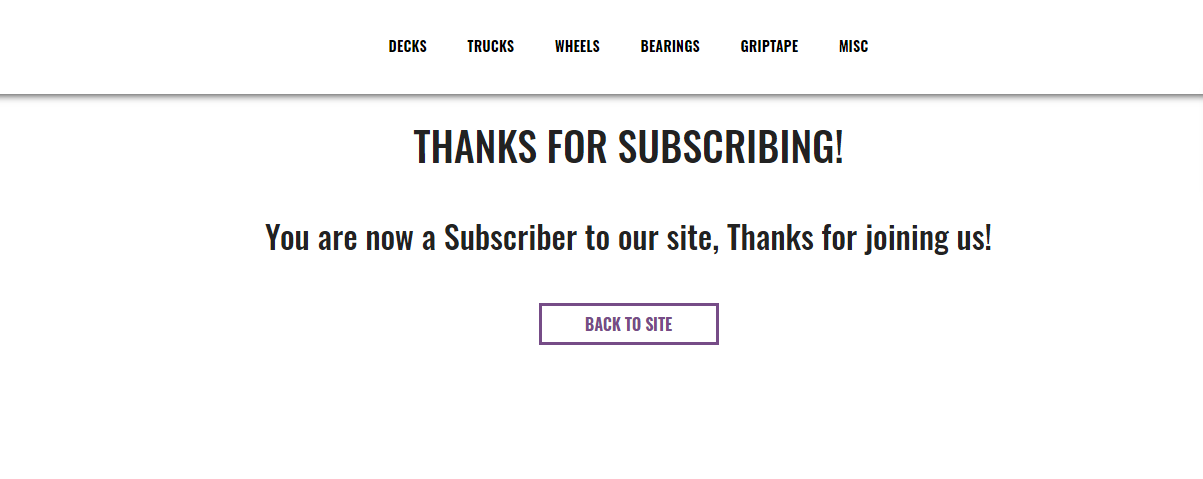 DECKS TRUCKS WHEELS BEARINGS GRIPTAPE MISC
THANKS FOR SUBSCRIBING!
You are now a Subscriber to our site, Thanks for joining us!
BACK TO SITE